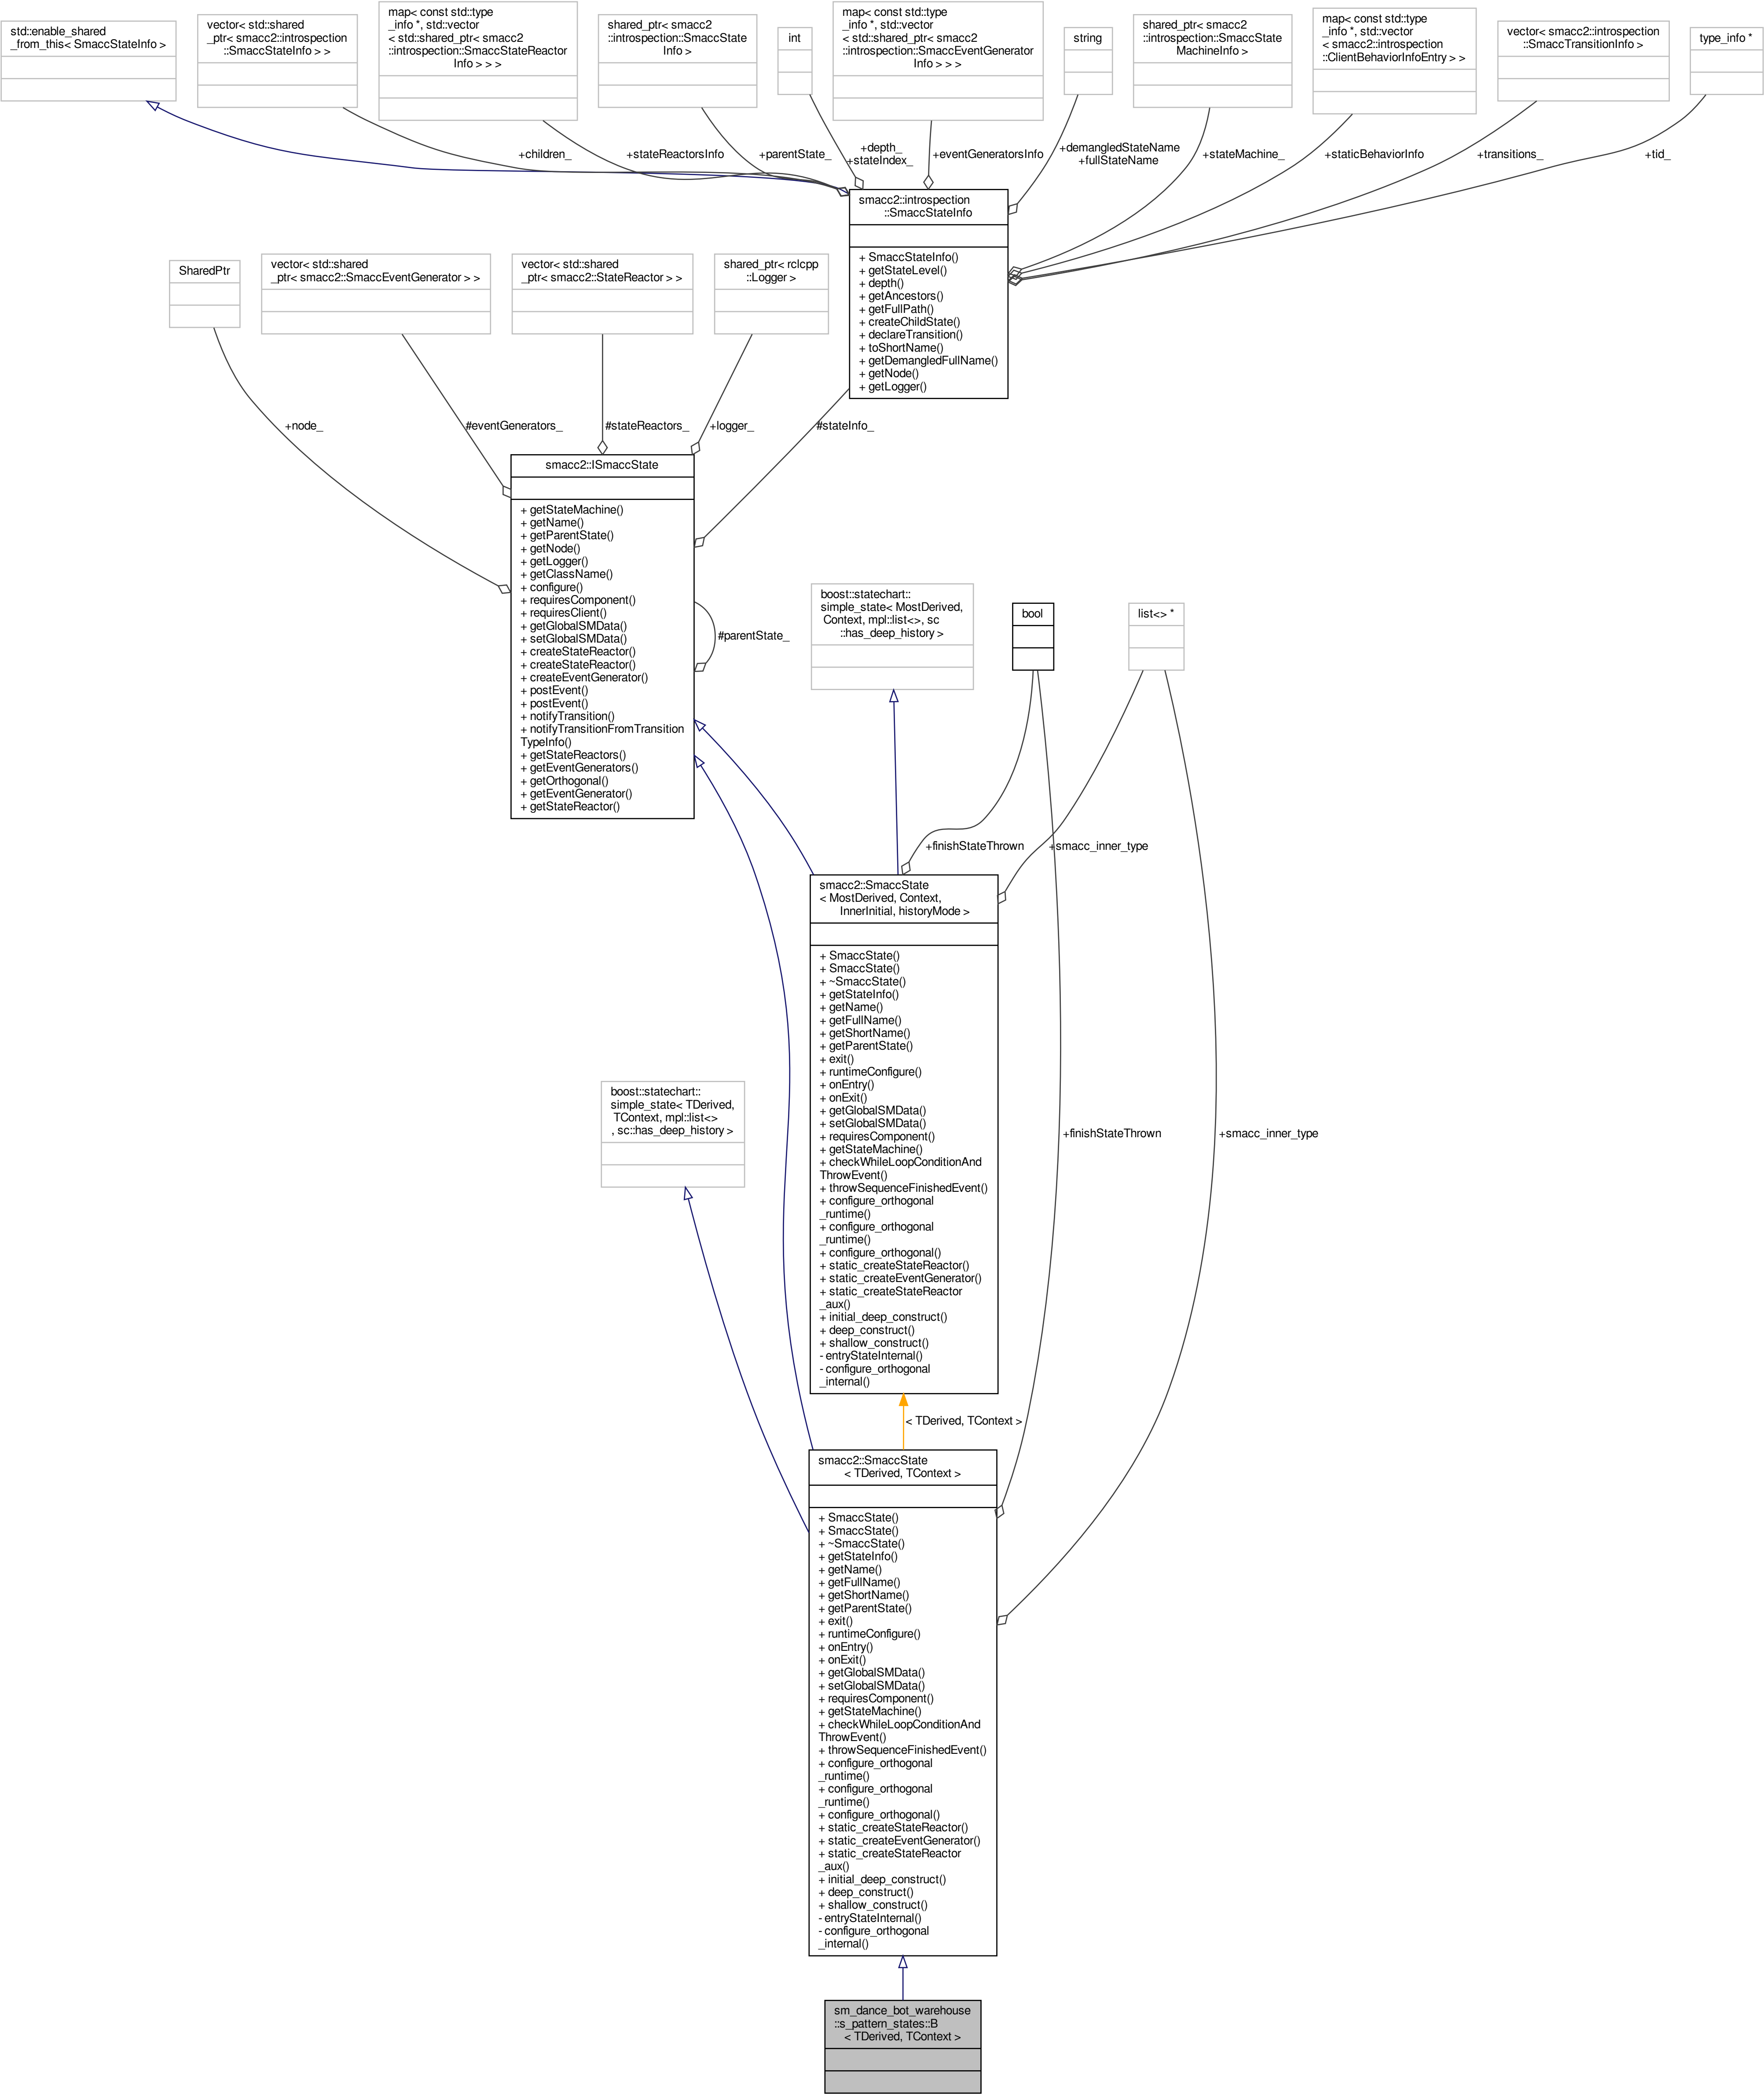 std::enable_shared
_from_this< SmaccStateInfo >
vector< std::shared
_ptr< smacc2::introspection
::SmaccStateInfo > >
map< const std::type
_info *, std::vector
< std::shared_ptr< smacc2
::introspection::SmaccStateReactor
Info > > >
shared_ptr< smacc2
::introspection::SmaccState
Info >
int
map< const std::type
_info *, std::vector
< std::shared_ptr< smacc2
::introspection::SmaccEventGenerator
Info > > >
string
shared_ptr< smacc2
::introspection::SmaccState
MachineInfo >
map< const std::type
_info *, std::vector
< smacc2::introspection
::ClientBehaviorInfoEntry > >
vector< smacc2::introspection
::SmaccTransitionInfo >
type_info *
+children_
+stateReactorsInfo
+parentState_
+depth_
+stateIndex_
+eventGeneratorsInfo
+demangledStateName
+fullStateName
+stateMachine_
+staticBehaviorInfo
+transitions_
+tid_
smacc2::introspection
::SmaccStateInfo
+ SmaccStateInfo()
+ getStateLevel()
+ depth()
+ getAncestors()
+ getFullPath()
+ createChildState()
+ declareTransition()
+ toShortName()
+ getDemangledFullName()
+ getNode()
+ getLogger()
SharedPtr
vector< std::shared
_ptr< smacc2::SmaccEventGenerator > >
vector< std::shared
_ptr< smacc2::StateReactor > >
shared_ptr< rclcpp
::Logger >
+node_
#eventGenerators_
#stateReactors_
+logger_
#stateInfo_
smacc2::ISmaccState
+ getStateMachine()
+ getName()
+ getParentState()
+ getNode()
+ getLogger()
+ getClassName()
+ configure()
+ requiresComponent()
+ requiresClient()
+ getGlobalSMData()
+ setGlobalSMData()
+ createStateReactor()
+ createStateReactor()
+ createEventGenerator()
+ postEvent()
+ postEvent()
+ notifyTransition()
+ notifyTransitionFromTransition
TypeInfo()
+ getStateReactors()
+ getEventGenerators()
+ getOrthogonal()
+ getEventGenerator()
+ getStateReactor()
#parentState_
boost::statechart::
simple_state< MostDerived,
Context, mpl::list<>, sc
::has_deep_history >
bool
list<> *
+finishStateThrown
+smacc_inner_type
smacc2::SmaccState
< MostDerived, Context,
InnerInitial, historyMode >
+ SmaccState()
+ SmaccState()
+ ~SmaccState()
+ getStateInfo()
+ getName()
+ getFullName()
+ getShortName()
+ getParentState()
+ exit()
+ runtimeConfigure()
+ onEntry()
+ onExit()
+ getGlobalSMData()
+ setGlobalSMData()
+ requiresComponent()
+ getStateMachine()
+ checkWhileLoopConditionAnd
ThrowEvent()
+ throwSequenceFinishedEvent()
+ configure_orthogonal
_runtime()
+ configure_orthogonal
_runtime()
+ configure_orthogonal()
+ static_createStateReactor()
+ static_createEventGenerator()
+ static_createStateReactor
_aux()
+ initial_deep_construct()
+ deep_construct()
+ shallow_construct()
- entryStateInternal()
- configure_orthogonal
_internal()
boost::statechart::
simple_state< TDerived,
TContext, mpl::list<>
, sc::has_deep_history >
+finishStateThrown
+smacc_inner_type
< TDerived, TContext >
smacc2::SmaccState
< TDerived, TContext >
+ SmaccState()
+ SmaccState()
+ ~SmaccState()
+ getStateInfo()
+ getName()
+ getFullName()
+ getShortName()
+ getParentState()
+ exit()
+ runtimeConfigure()
+ onEntry()
+ onExit()
+ getGlobalSMData()
+ setGlobalSMData()
+ requiresComponent()
+ getStateMachine()
+ checkWhileLoopConditionAnd
ThrowEvent()
+ throwSequenceFinishedEvent()
+ configure_orthogonal
_runtime()
+ configure_orthogonal
_runtime()
+ configure_orthogonal()
+ static_createStateReactor()
+ static_createEventGenerator()
+ static_createStateReactor
_aux()
+ initial_deep_construct()
+ deep_construct()
+ shallow_construct()
- entryStateInternal()
- configure_orthogonal
_internal()
sm_dance_bot_warehouse
::s_pattern_states::B
< TDerived, TContext >